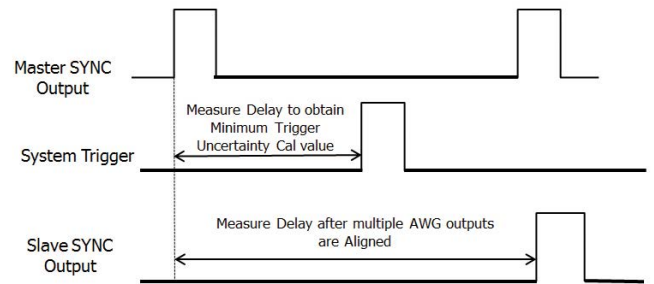 Master SYNC
Output
Measure Delay to obtain
Minimum Trigger
Uncertainty Cal value
System Trigger
Measure Delay after multiple AWG outputs
are Aligned
Slave SYNC
Output